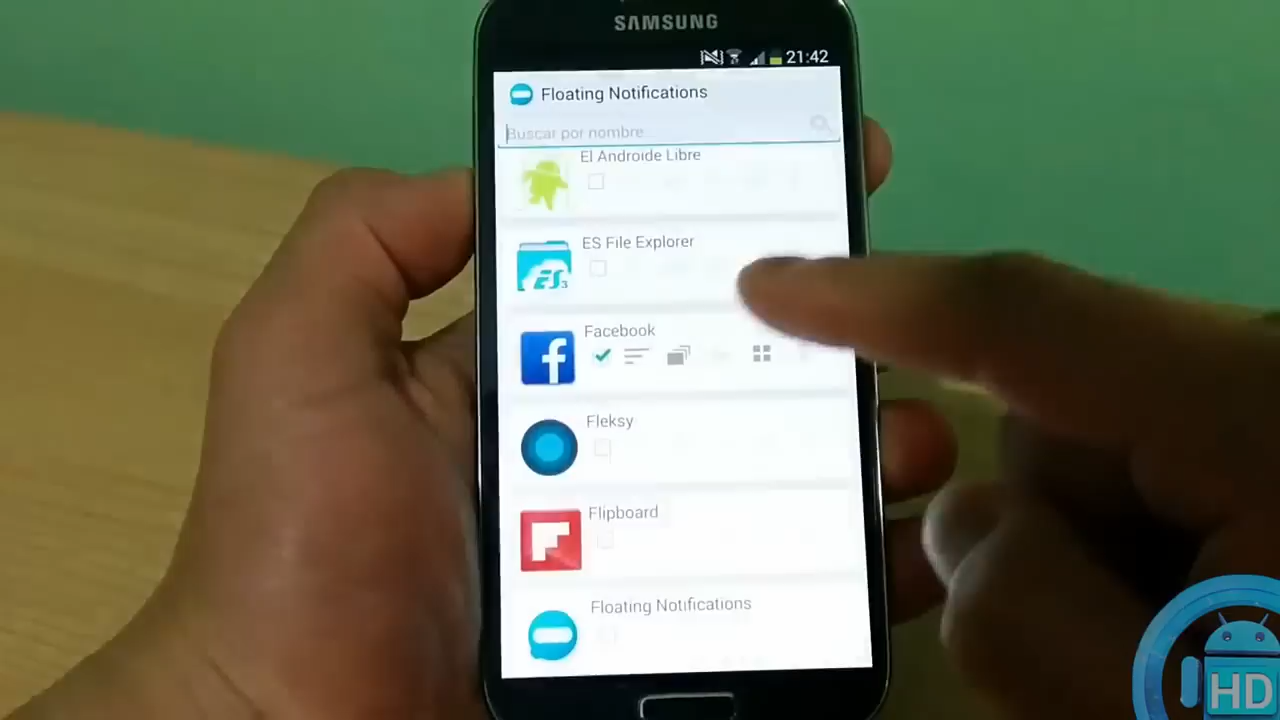 SAMSUNG
21:42
Floating Notifications
Buscar por nombre...
El Androide Libre
ES File Explorer
ES3
Facebook
f
Fleksy
Flipboard
Floating Notifications
HD